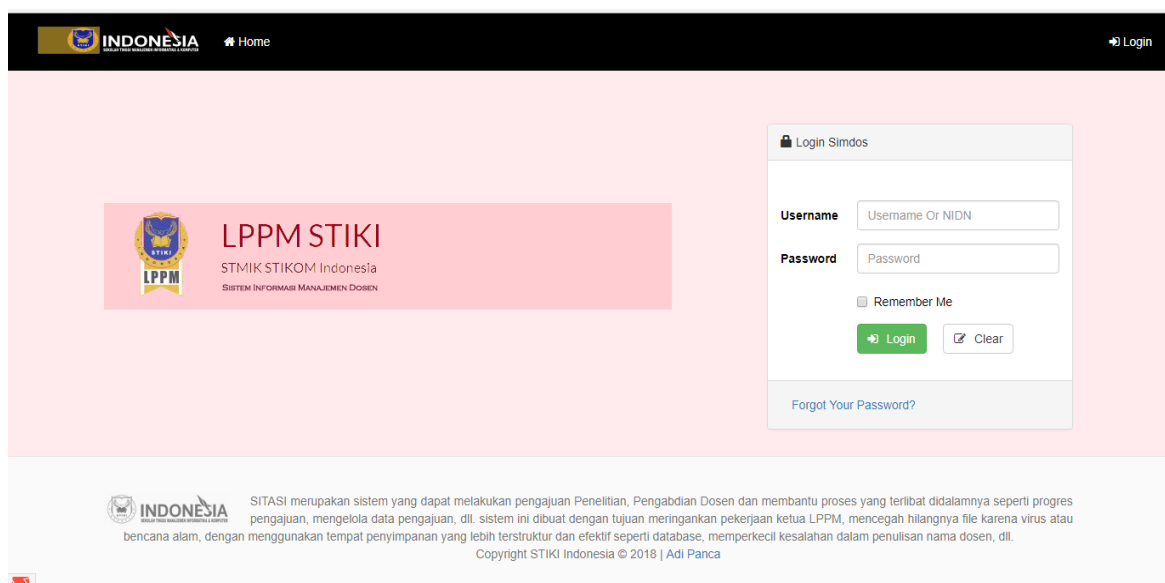 INDONESIA
Home
Login
Login Simdos
Username
Username Or NIDN
Password
Password
Remember Me
Login
Clear
Forgot Your Password?
STIKI
LPPM
LPPM STIKI
STMIK STIKOM Indonesia
SISTEM INFORMASI MANAJEMEN DOSEN
INDONESIA
SITASI merupakan sistem yang dapat melakukan pengajuan Penelitian, Pengabdian Dosen dan membantu proses yang terlibat didalamnya seperti progres
pengajuan, mengelola data pengajuan, dll. sistem ini dibuat dengan tujuan meringankan pekerjaan ketua LPPM, mencegah hilangnya file karena virus atau
bencana alam, dengan menggunakan tempat penyimpanan yang lebih terstruktur dan efektif seperti database, memperkecil kesalahan dalam penulisan nama dosen, dll.
Copyright STIKI Indonesia © 2018 | Adi Panca